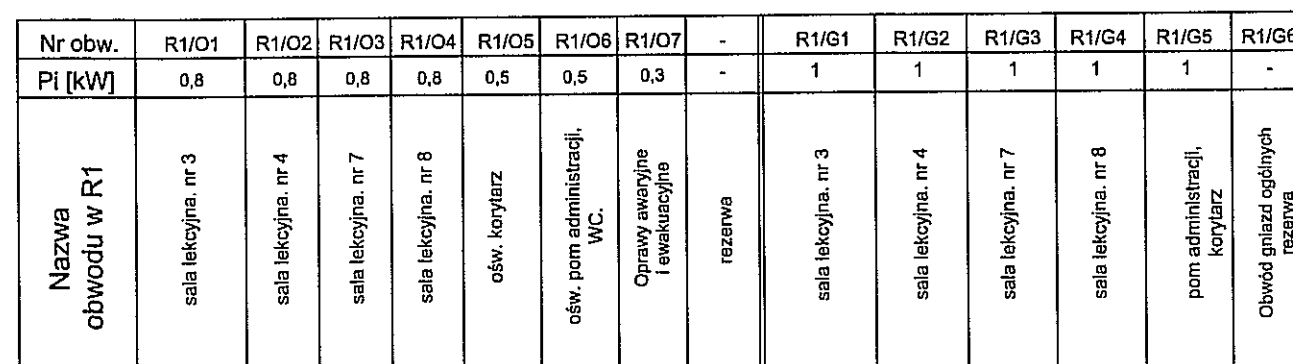 Nr obw. R1/O1 R1/O2 R1/O3 R1/O4 R1/O5 R1/O6 R1/O7 - R1/G1 R1/G2 R1/G3 R1/G4 R1/G5 R1/G6
Pi [kW] 0,8 0,8 0,8 0,8 0,5 0,5 0,3 - 1 1 1 1 1 -
Nazwa
obwodu w R1
sala lekcyjna. nr 3
sala lekcyjna. nr 4
sala lekcyjna. nr 7
sala lekcyjna. nr 8
ośw. korytarz
ośw. pom administracji,
WC.
Oprawy awaryjne
i ewakuacyjne
rezerwa
sala lekcyjna. nr 3
sala lekcyjna. nr 4
sala lekcyjna. nr 7
sala lekcyjna. nr 8
pom administracji,
korytarz
Obwód gniazd ogólnych
rezerwa